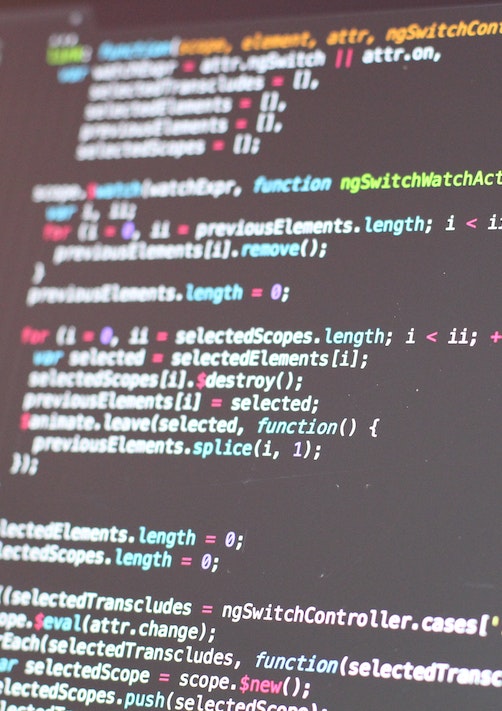 link: function(scope, element, attr, ngSwitchCont
var watchExpr = attr.ngSwitch || attr.on,
selectedTranscludes = [],
selectedElements = [],
previousElements = [],
selectedScopes = [];
scope.$watch(watchExpr, function ngSwitchWatchAct
var i, ii;
for (i = 0, ii = previousElements.length; i < ii
previousElements[i].remove();
}
previousElements.length = 0;
for (i = 0, ii = selectedScopes.length; i < ii; +
var selected = selectedElements[i];
selectedScopes[i].$destroy();
previousElements[i] = selected;
$animate.leave(selected, function() {
previousElements.splice(i, 1);
});
}
lectedElements.length = 0;
lectedScopes.length = 0;
((selectedTranscludes = ngSwitchController.cases['
ope.$eval(attr.change);
rEach(selectedTranscludes, function(selectedTransc
ar selectedScope = scope.$new();
electedScopes.push(selectedScope);